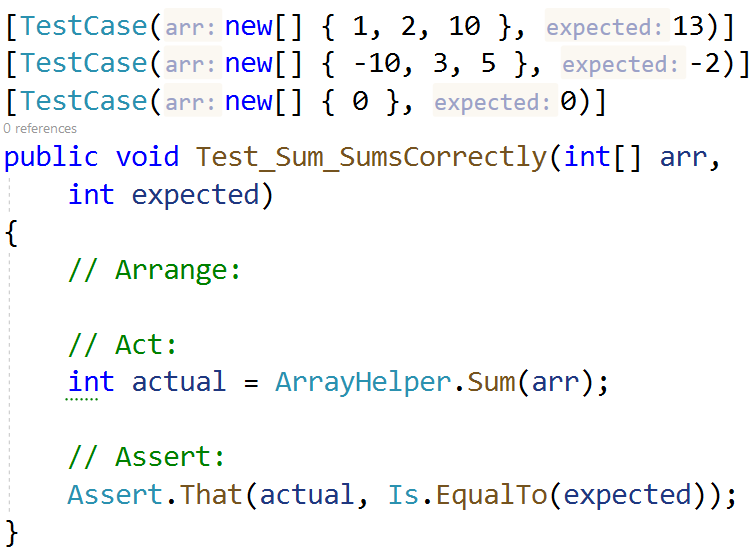 [TestCase(arr: new[] { 1, 2, 10 }, expected: 13)]
[TestCase(arr: new[] { -10, 3, 5 }, expected: -2)]
[TestCase(arr: new[] { 0 }, expected: 0)]
0 references
public void Test_Sum_SumsCorrectly(int[] arr,
    int expected)
{
    // Arrange:
    // Act:
    int actual = ArrayHelper.Sum(arr);
    // Assert:
    Assert.That(actual, Is.EqualTo(expected));
}